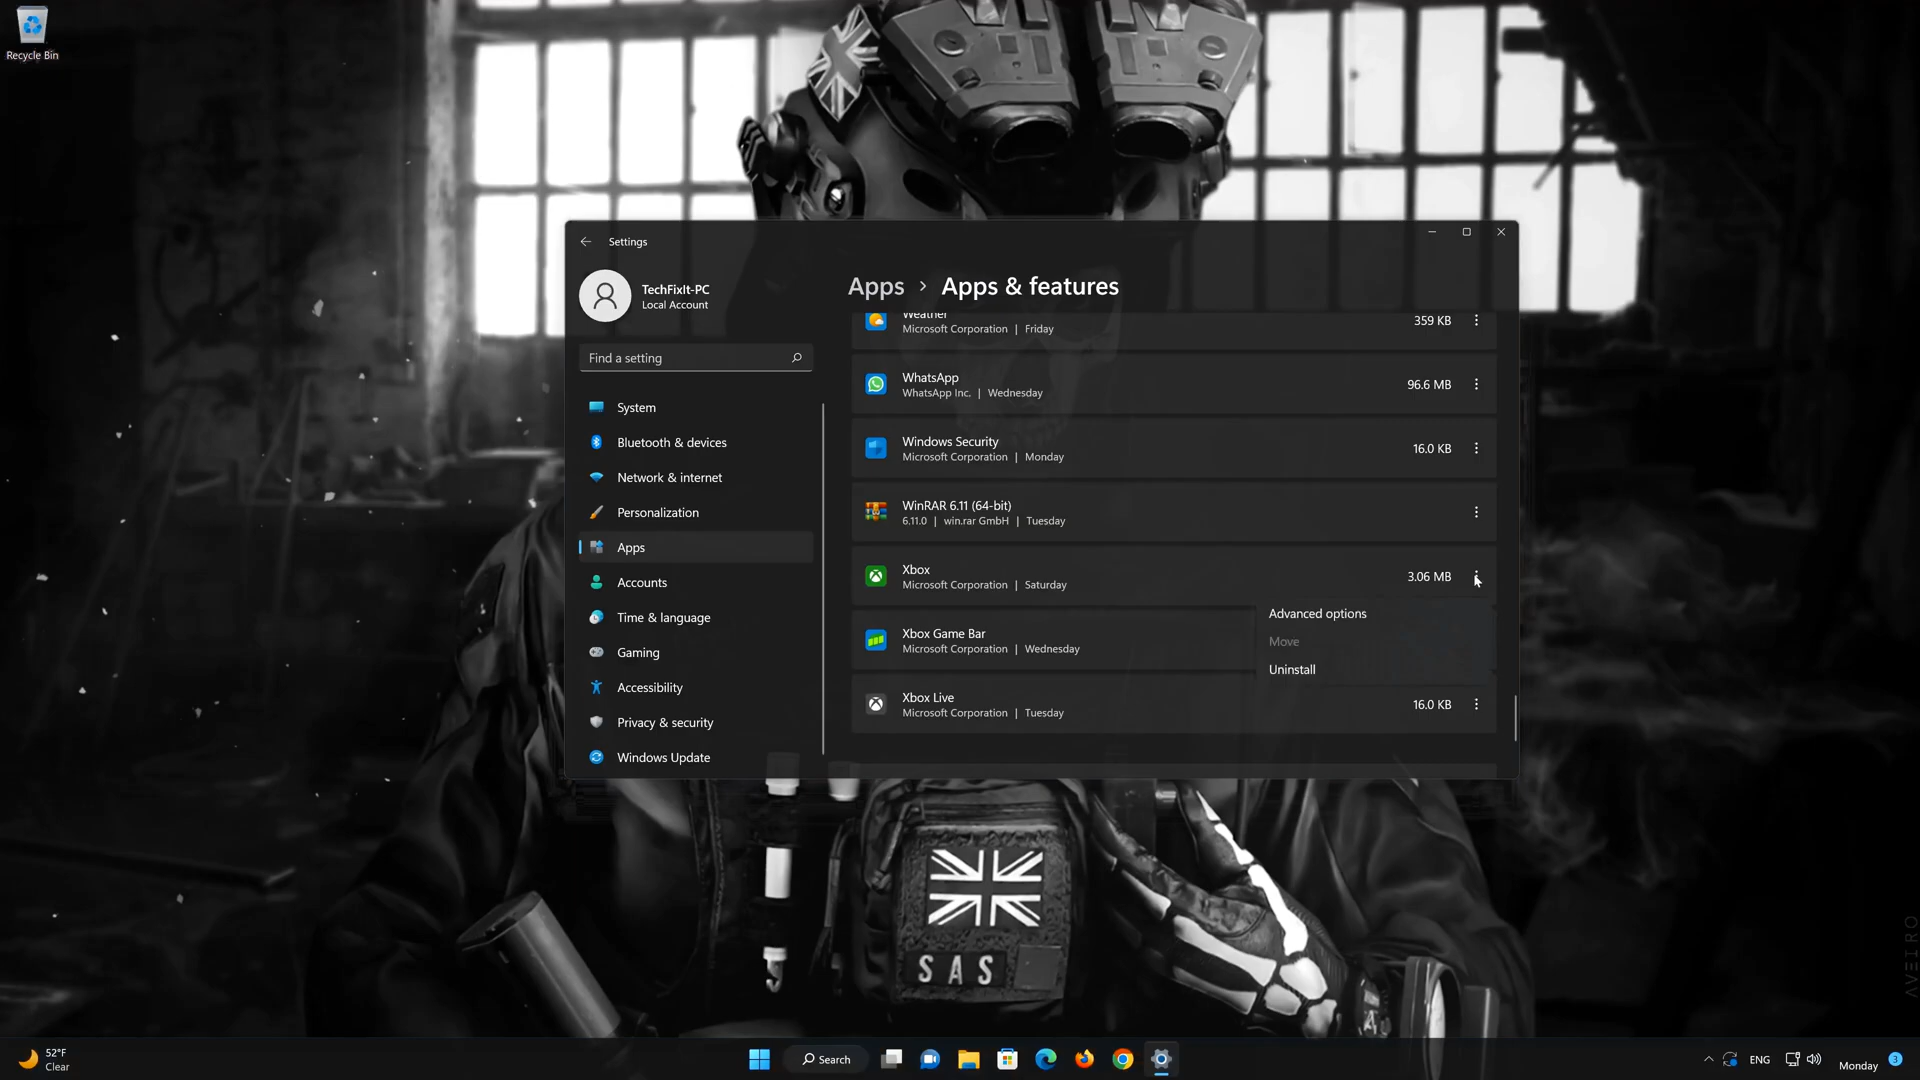 Recycle Bin
Settings
TechFixIt-PC
Local Account
Find a setting
System
Bluetooth & devices
Network & internet
Personalization
Apps
Accounts
Time & language
Gaming
Accessibility
Privacy & security
Windows Update
Apps > Apps & features
Weather
Microsoft Corporation | Friday
359 KB
WhatsApp
WhatsApp Inc. | Wednesday
96.6 MB
Windows Security
Microsoft Corporation | Monday
16.0 KB
WinRAR 6.11 (64-bit)
6.11.0 | win.rar GmbH | Tuesday
Xbox
Microsoft Corporation | Saturday
3.06 MB
Advanced options
Move
Uninstall
Xbox Game Bar
Microsoft Corporation | Wednesday
Xbox Live
Microsoft Corporation | Tuesday
16.0 KB
SAS
AVEIRO
52°F
Clear
Search
ENG
Monday
3